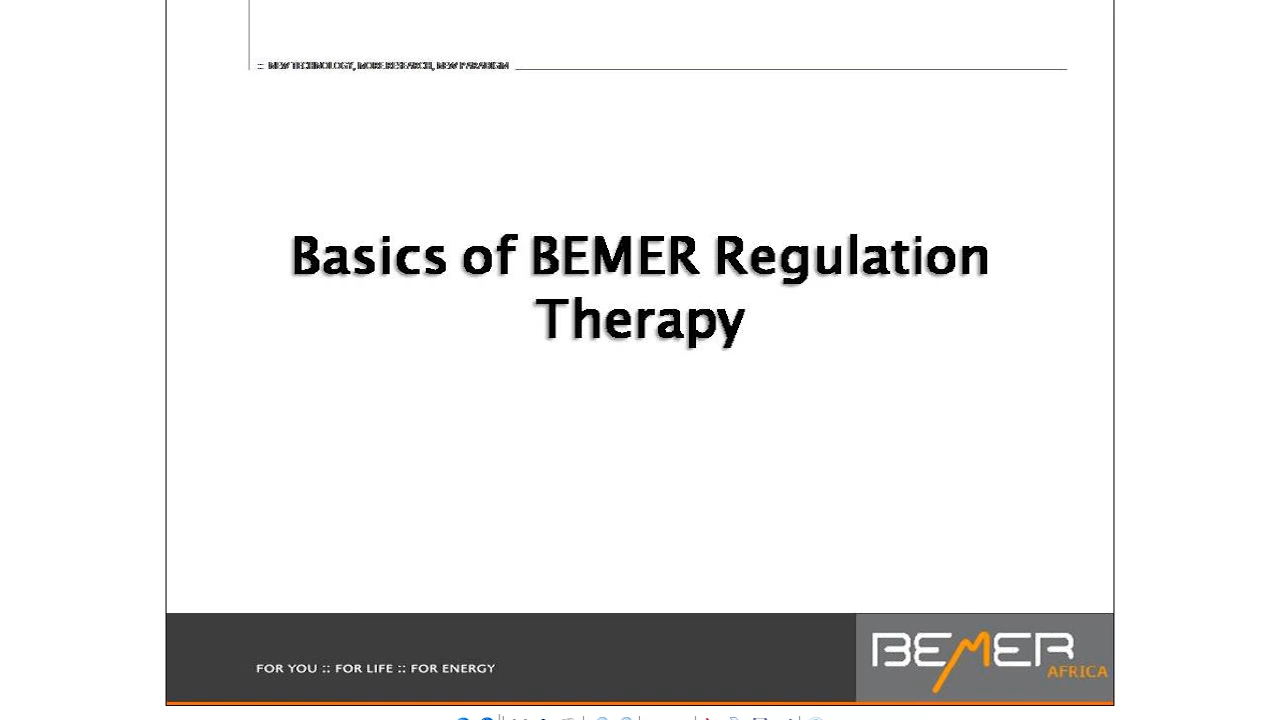 :: NEW TECHNOLOGY, MORE RESEARCH, NEW PARADIGM
Basics of BEMER Regulation
Therapy
FOR YOU :: FOR LIFE :: FOR ENERGY
BEMER
AFRICA